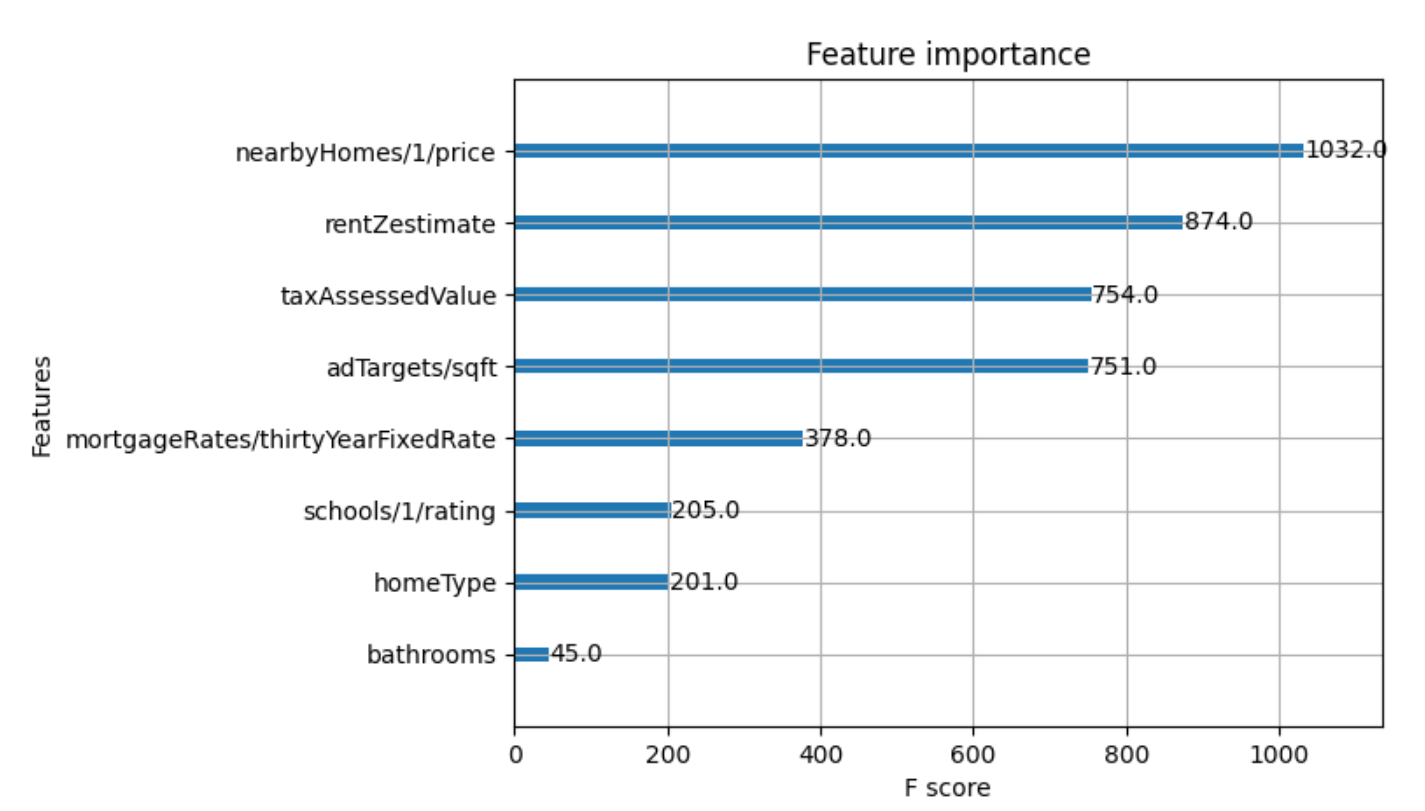 Feature importance
nearbyHomes/1/price 1032.0
rentZestimate 874.0
taxAssessedValue 754.0
adTargets/sqft 751.0
mortgageRates/thirtyYearFixedRate 378.0
schools/1/rating 205.0
homeType 201.0
bathrooms 45.0
Features
0 200 400 600 800 1000
F score